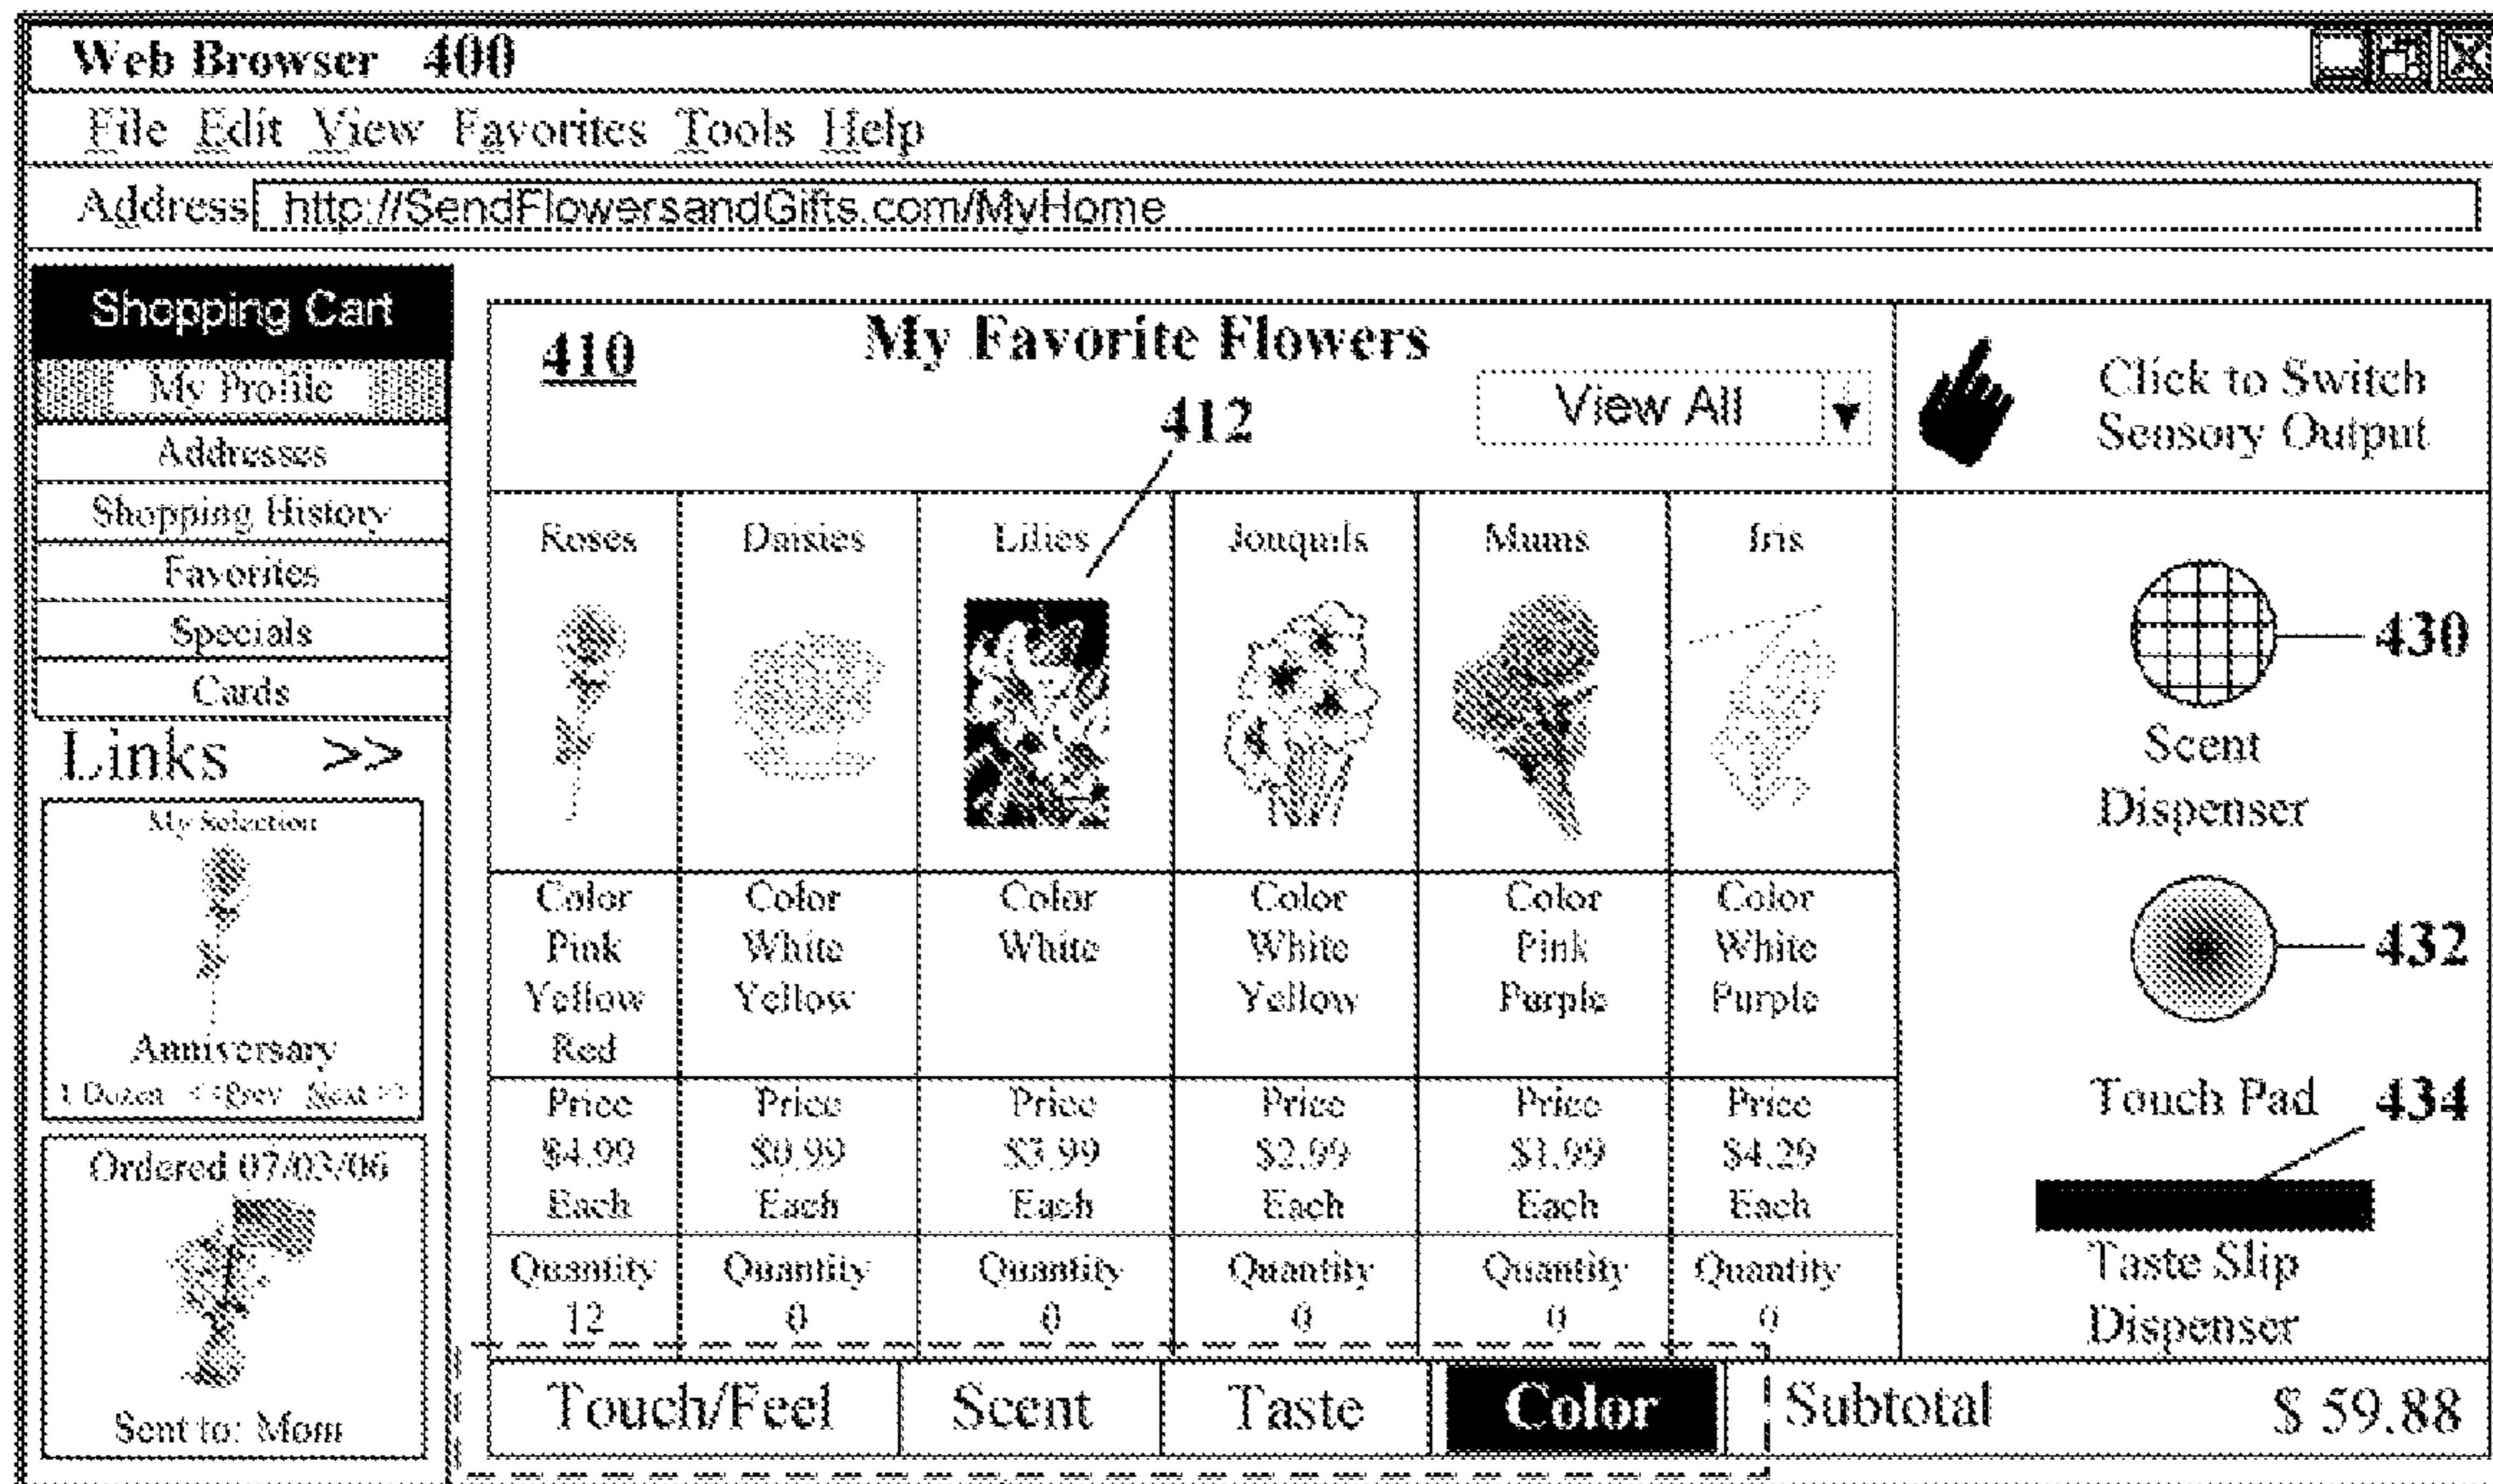 Web Browser 400
File Edit View Favorites Tools Help
Address http://SendFlowersandGifts.com/MyHome
Shopping Cart
My Profile
Addresses
Shopping History
Favorites
Specials
Cards
Links >>
My Selection
Anniversary
1 Dozen <<Prev Next >>
Ordered 07/03/06
Sent to: Mom
410
My Favorite Flowers
412
View All
Click to Switch
Sensory Output
Roses Daisies Lilies Jonquils Mums Iris
Color Color Color Color Color Color
Pink White White White Pink White
Yellow Yellow Yellow Purple Purple
Red
Price Price Price Price Price Price
$4.99 $0.99 $3.99 $2.99 $1.99 $4.29
Each Each Each Each Each Each
Quantity Quantity Quantity Quantity Quantity Quantity
12 0 0 0 0 0
430
Scent
Dispenser
432
Touch Pad
434
Taste Slip
Dispenser
Touch/Feel Scent Taste Color Subtotal $ 59.88